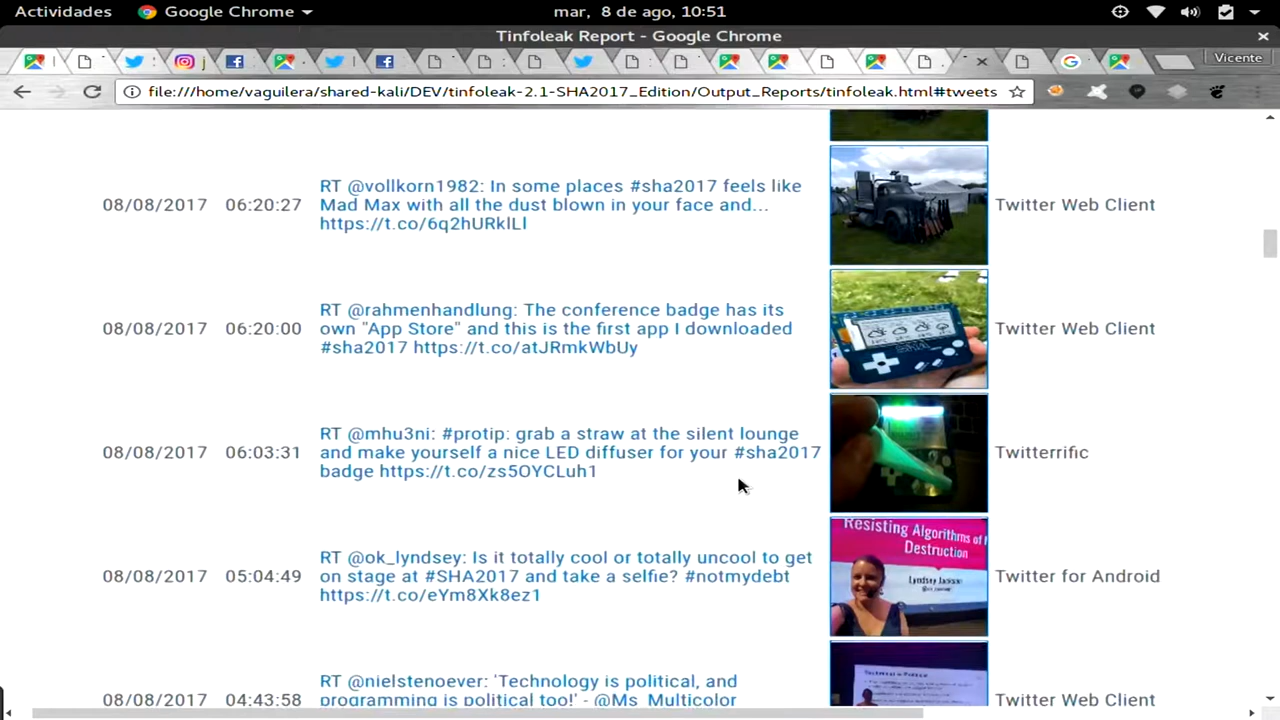 Actividades
Google Chrome
mar, 8 de ago, 10:51
Tinfoleak Report - Google Chrome
Vicente
file:///home/vaguilera/shared-kali/DEV/tinfoleak-2.1-SHA2017_Edition/Output_Reports/tinfoleak.html#tweets
08/08/2017 06:20:27
RT @vollkorn1982: In some places #sha2017 feels like
Mad Max with all the dust blown in your face and...
https://t.co/6q2hURklLl
Twitter Web Client
08/08/2017 06:20:00
RT @rahmenhandlung: The conference badge has its
own "App Store" and this is the first app I downloaded
#sha2017 https://t.co/atJRmkWbUy
Twitter Web Client
08/08/2017 06:03:31
RT @mhu3ni: #protip: grab a straw at the silent lounge
and make yourself a nice LED diffuser for your #sha2017
badge https://t.co/zs5OYCLuh1
Twitterrific
08/08/2017 05:04:49
RT @ok_lyndsey: Is it totally cool or totally uncool to get
on stage at #SHA2017 and take a selfie? #notmydebt
https://t.co/eYm8Xk8ez1
Resisting Algorithms of
Destruction
Lyndsey Jackson
Twitter for Android
08/08/2017 04:43:58
RT @nielstenoever: 'Technology is political, and
programming is political too!' - @Ms_Multicolor
Twitter Web Client